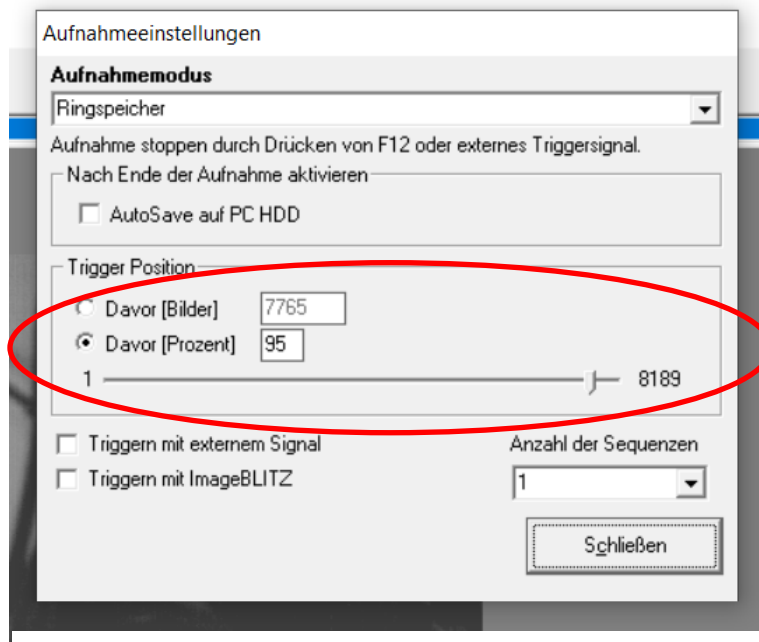 Aufnahmeeinstellungen
Aufnahmemodus
Ringspeicher
Aufnahme stoppen durch Drücken von F12 oder externes Triggersignal.
Nach Ende der Aufnahme aktivieren
AutoSave auf PC HDD
Trigger Position
Davor [Bilder] 7765
Davor [Prozent] 95
1 8189
Triggern mit externem Signal
Anzahl der Sequenzen
Triggern mit ImageBLITZ
1
Schließen